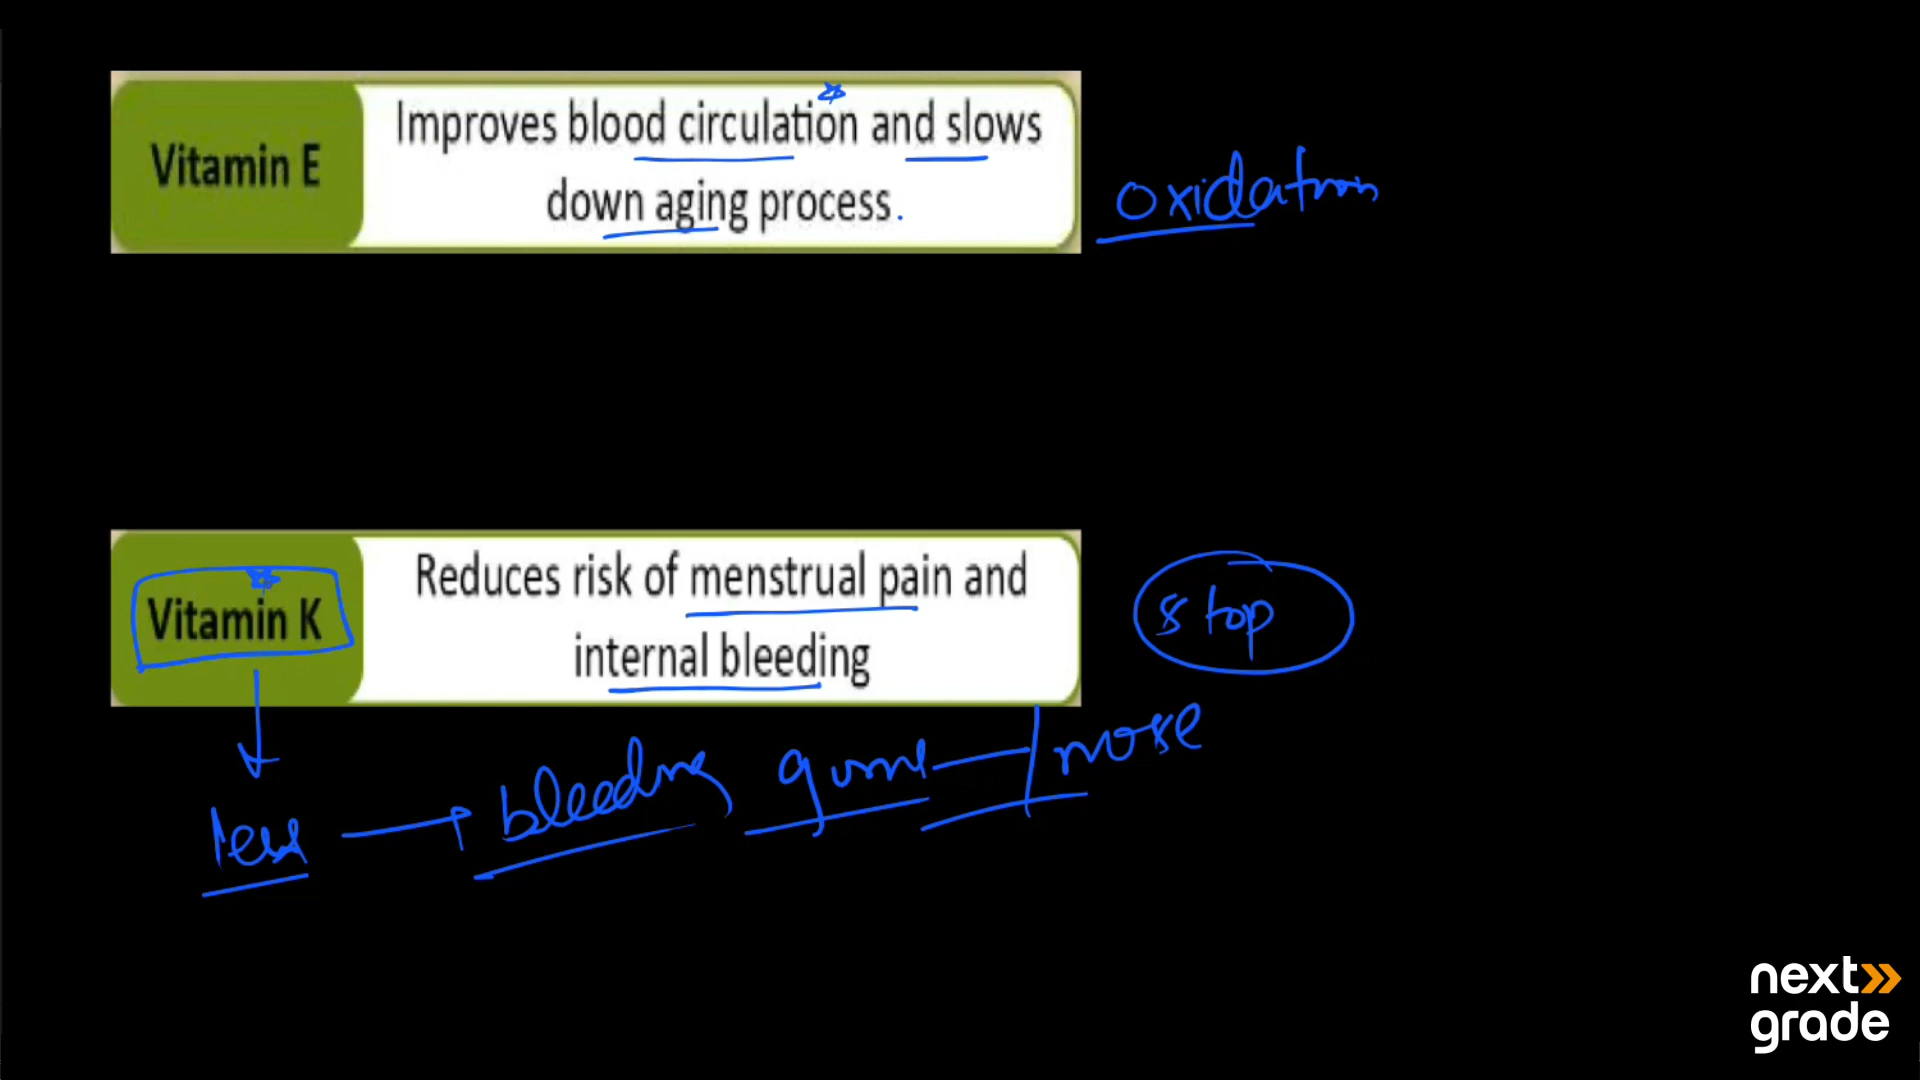 Vitamin E
Improves blood circulation and slows
down aging process.
oxidation
Vitamin K
Reduces risk of menstrual pain and
internal bleeding
stop
less → bleeding gums / nose
next
grade